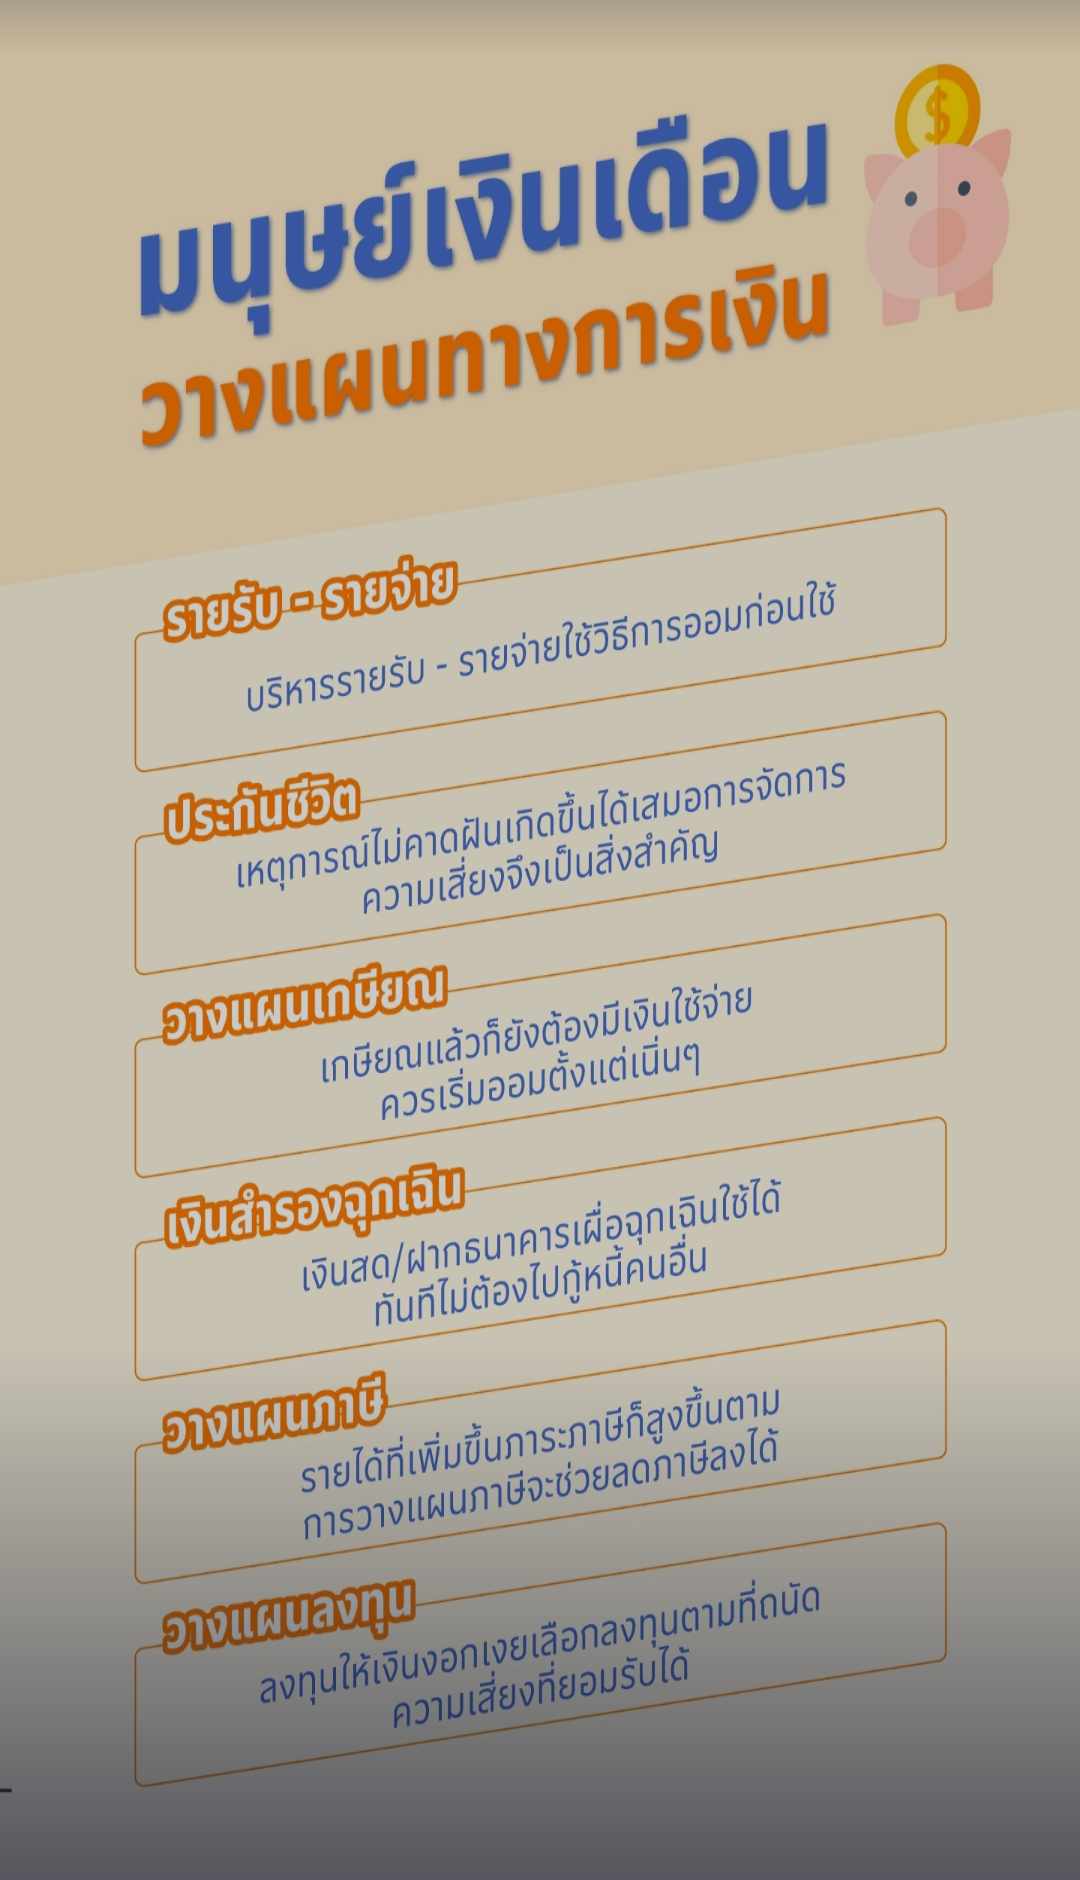 มนุษย์เงินเดือน
วางแผนทางการเงิน
รายรับ - รายจ่าย
บริหารรายรับ - รายจ่ายใช้วิธีการออมก่อนใช้
ประกันชีวิต
เหตุการณ์ไม่คาดฝันเกิดขึ้นได้เสมอการจัดการ
ความเสี่ยงจึงเป็นสิ่งสำคัญ
วางแผนเกษียณ
เกษียณแล้วก็ยังต้องมีเงินใช้จ่าย
ควรเริ่มออมตั้งแต่เนิ่นๆ
เงินสำรองฉุกเฉิน
เงินสด/ฝากธนาคารเผื่อฉุกเฉินใช้ได้
ทันทีไม่ต้องไปกู้หนี้คนอื่น
วางแผนภาษี
รายได้ที่เพิ่มขึ้นภาระภาษีก็สูงขึ้นตาม
การวางแผนภาษีจะช่วยลดภาษีลงได้
วางแผนลงทุน
ลงทุนให้เงินงอกเงยเลือกลงทุนตามที่ถนัด
ความเสี่ยงที่ยอมรับได้